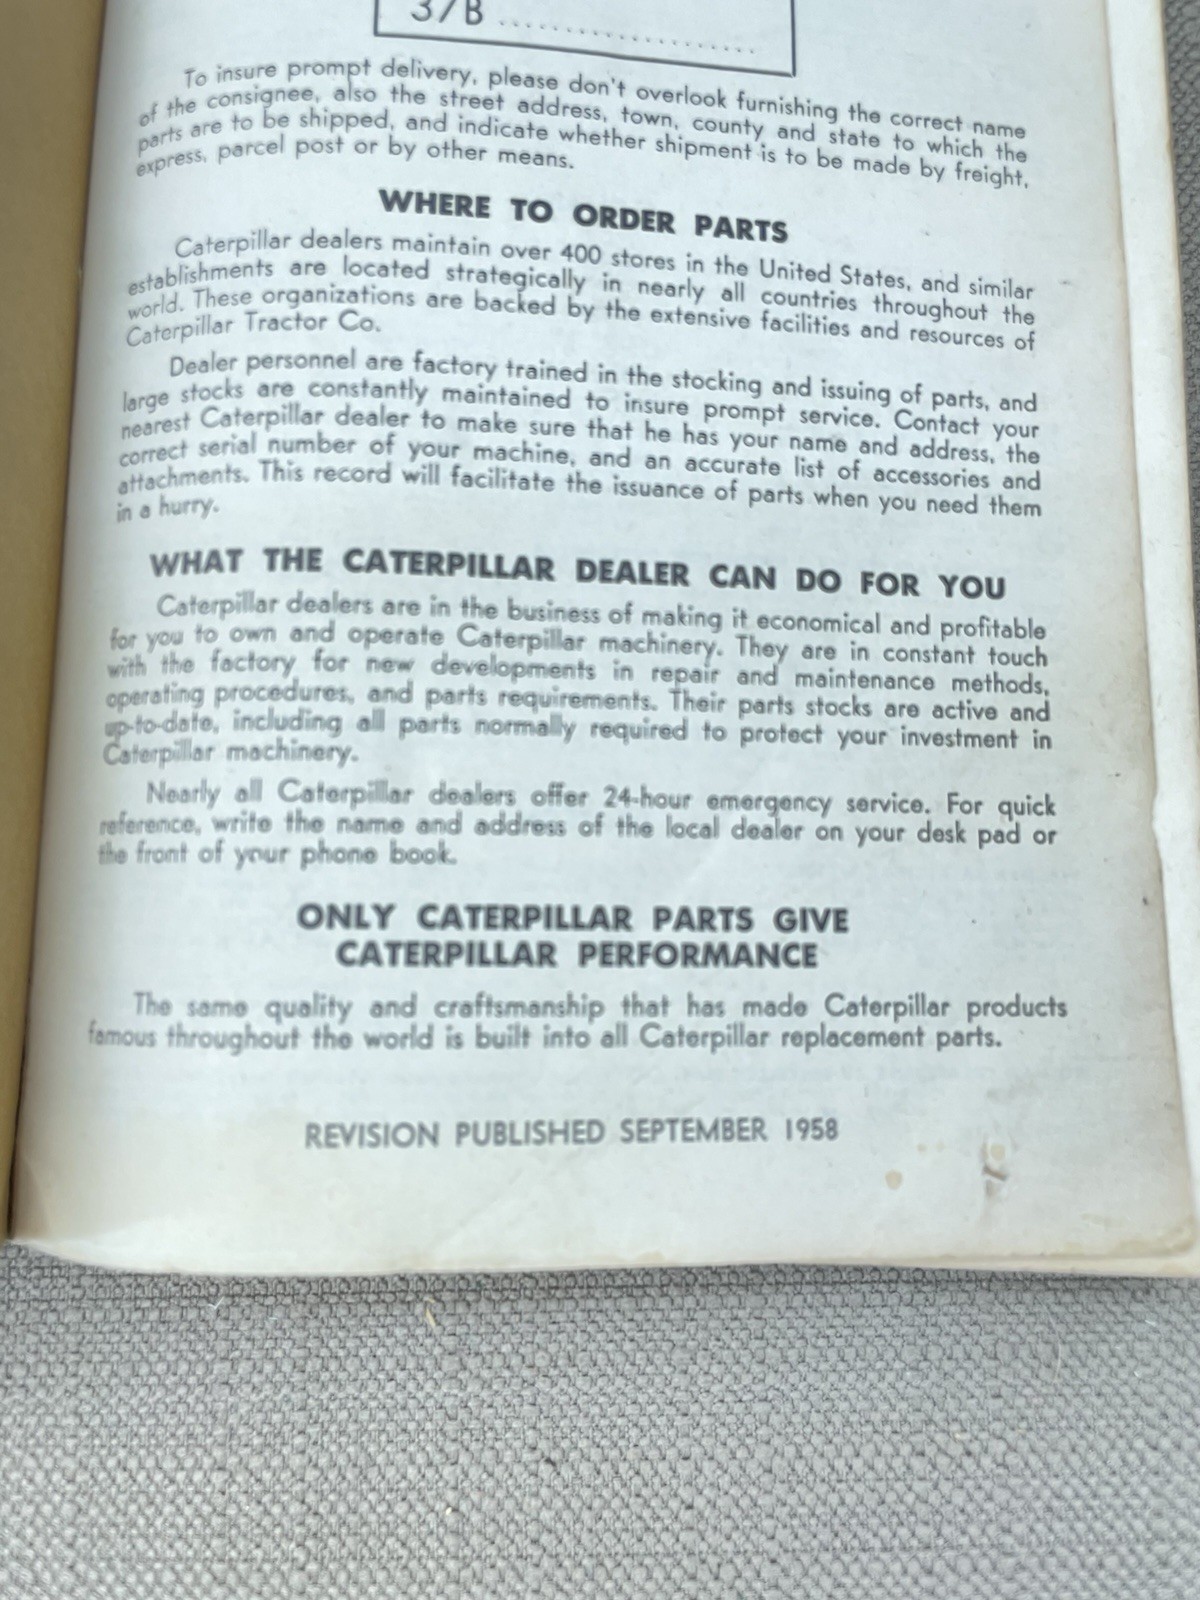 37B ........................
To insure prompt delivery, please don't overlook furnishing the correct name
of the consignee, also the street address, town, county and state to which the
parts are to be shipped, and indicate whether shipment is to be made by freight,
express, parcel post or by other means.
WHERE TO ORDER PARTS
Caterpillar dealers maintain over 400 stores in the United States, and similar
establishments are located strategically in nearly all countries throughout the
world. These organizations are backed by the extensive facilities and resources of
Caterpillar Tractor Co.
Dealer personnel are factory trained in the stocking and issuing of parts, and
large stocks are constantly maintained to insure prompt service. Contact your
nearest Caterpillar dealer to make sure that he has your name and address, the
correct serial number of your machine, and an accurate list of accessories and
attachments. This record will facilitate the issuance of parts when you need them
in a hurry.
WHAT THE CATERPILLAR DEALER CAN DO FOR YOU
Caterpillar dealers are in the business of making it economical and profitable
for you to own and operate Caterpillar machinery. They are in constant touch
with the factory for new developments in repair and maintenance methods,
operating procedures, and parts requirements. Their parts stocks are active and
up-to-date, including all parts normally required to protect your investment in
Caterpillar machinery.
Nearly all Caterpillar dealers offer 24-hour emergency service. For quick
reference, write the name and address of the local dealer on your desk pad or
the front of your phone book.
ONLY CATERPILLAR PARTS GIVE
CATERPILLAR PERFORMANCE
The same quality and craftsmanship that has made Caterpillar products
famous throughout the world is built into all Caterpillar replacement parts.
REVISION PUBLISHED SEPTEMBER 1958